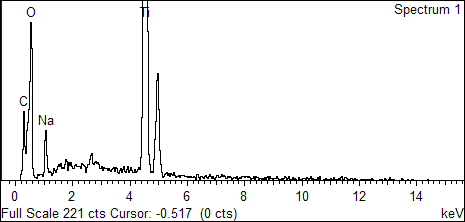 Spectrum 1
Ti
O
C
Na
0 2 4 6 8 10 12 14
Full Scale 221 cts Cursor: -0.517 (0 cts) keV